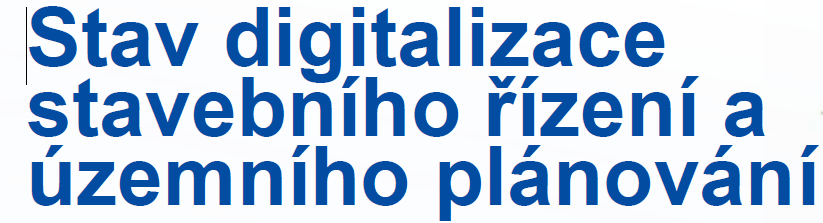 Stav digitalizace
stavebního řízení a
územního plánování